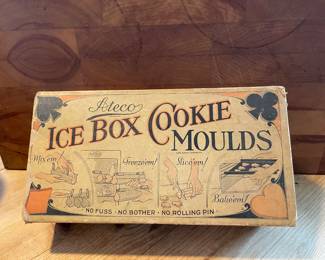 Ateco
ICE BOX COOKIE
MOULDS
Mix'em Freeze'em! Slice'em! Bake'em!
NO FUSS · NO BOTHER · NO ROLLING PIN